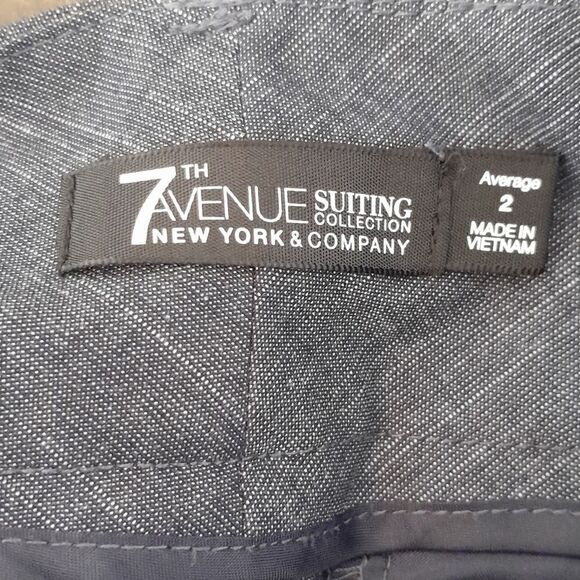 7TH AVENUE SUITING COLLECTION
NEW YORK & COMPANY
Average
2
MADE IN
VIETNAM